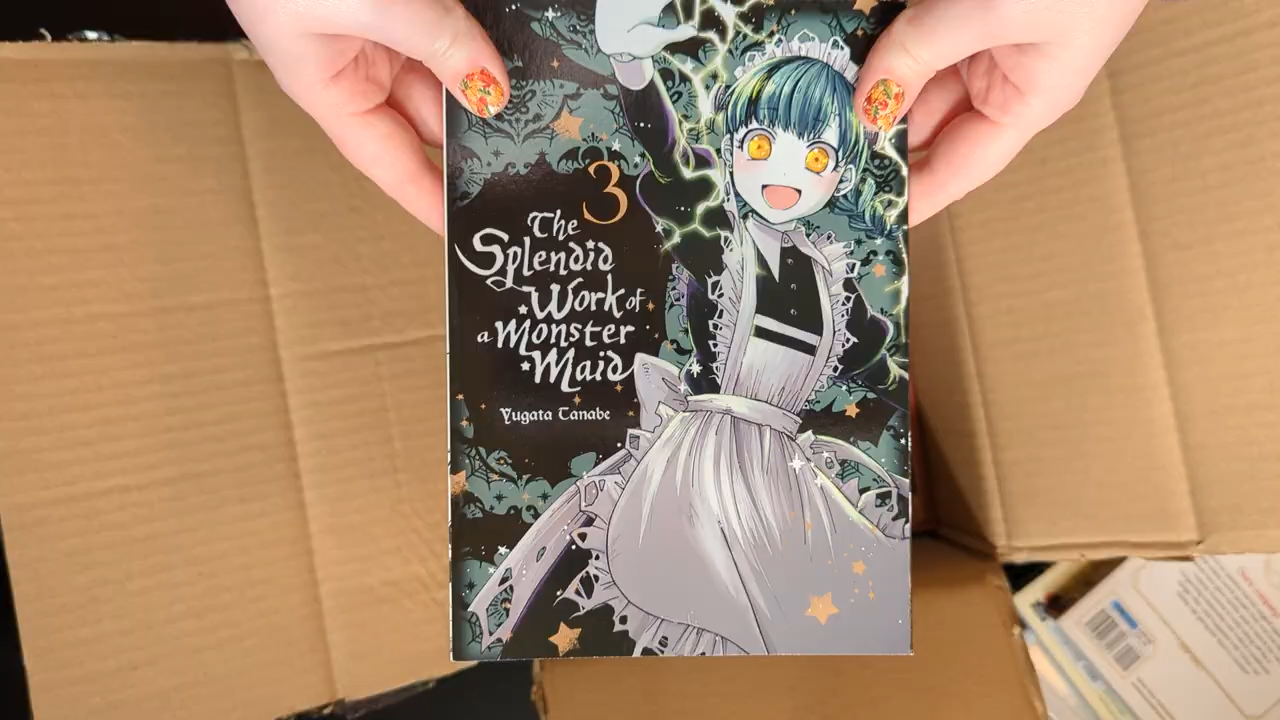 3
The
Splendid
Work of
a Monster
Maid
Yugata Tanabe